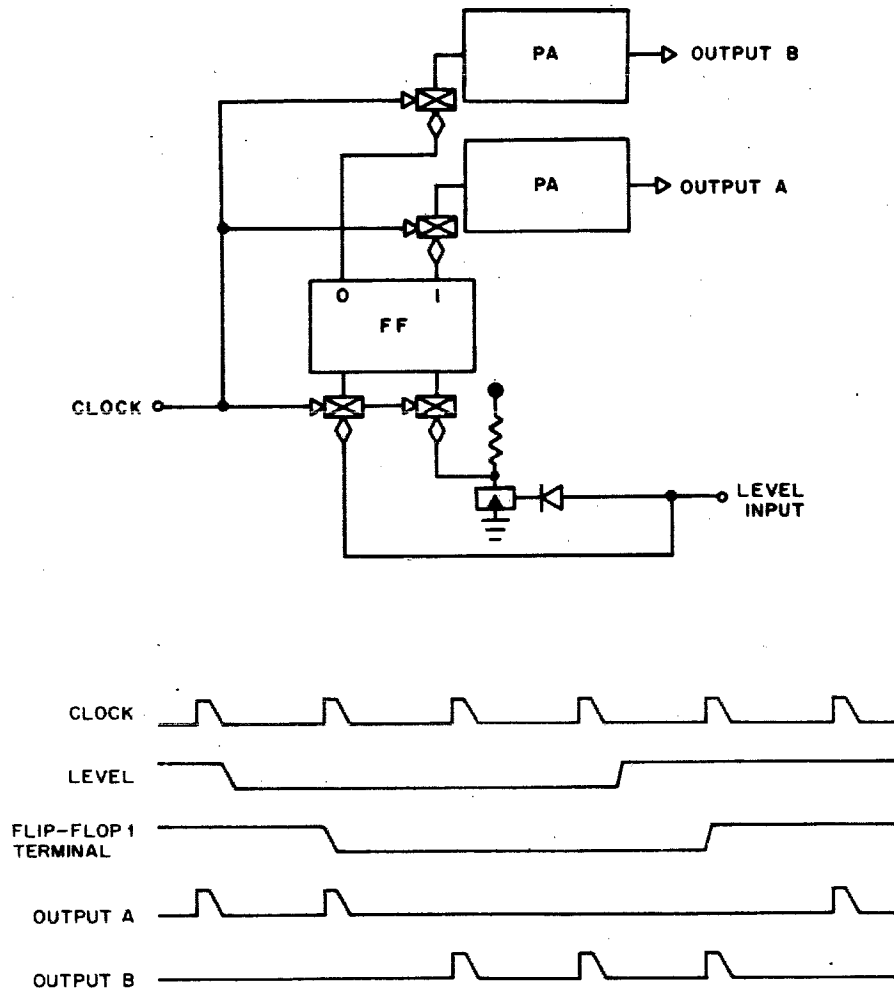 PA
OUTPUT B
PA
OUTPUT A
0 1
FF
CLOCK
LEVEL
INPUT
CLOCK
LEVEL
FLIP-FLOP 1
TERMINAL
OUTPUT A
OUTPUT B